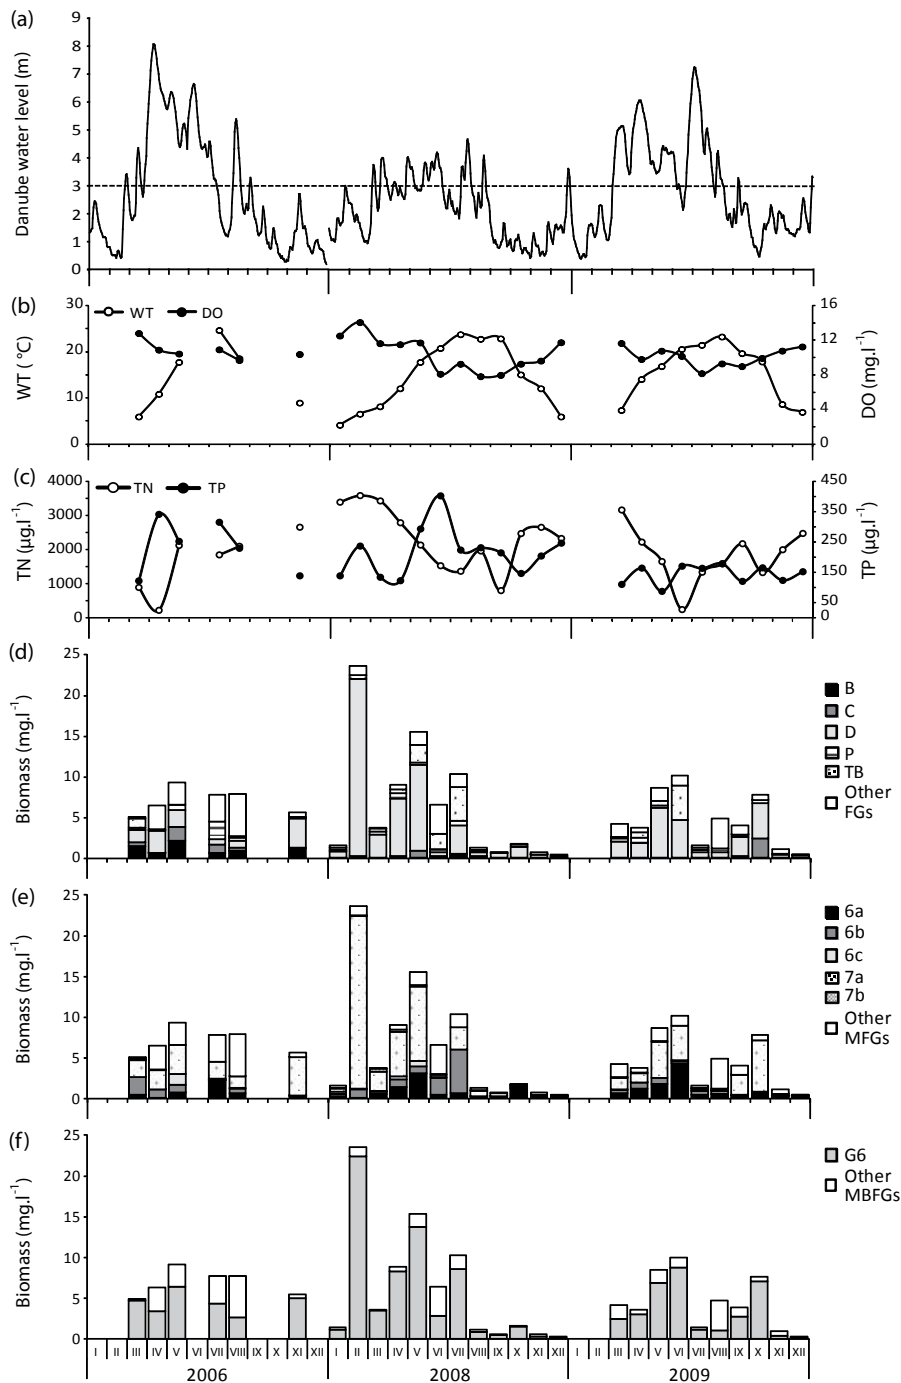 (a)
Danube water level (m)
9
8
7
6
5
4
3
2
1
0
(b)
WT DO
WT ( °C)
30
20
10
0
DO (mg.l-1)
16
12
8
4
0
(c)
TN TP
TN (µg.l-1)
4000
3000
2000
1000
0
TP (µg.l-1)
450
350
250
150
50
0
(d)
Biomass (mg.l-1)
25
20
15
10
5
0
B
C
D
P
TB
Other
FGs
(e)
Biomass (mg.l-1)
25
20
15
10
5
0
6a
6b
6c
7a
7b
Other
MFGs
(f)
Biomass (mg.l-1)
25
20
15
10
5
0
G6
Other
MBFGs
I II III IV V VI VII VIII IX X XI XII I II III IV V VI VII VIII IX X XI XII I II III IV V VI VII VIII IX X XI XII
2006 2008 2009